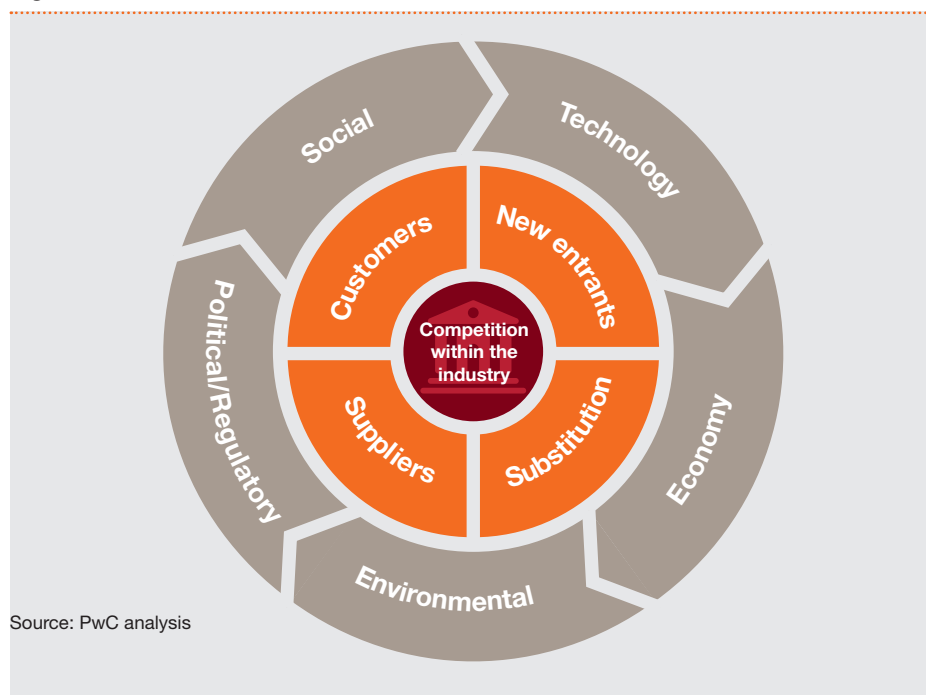 Social
Technology
Customers
New entrants
Competition
within the
industry
Political/Regulatory
Suppliers
Substitution
Economy
Environmental
Source: PwC analysis